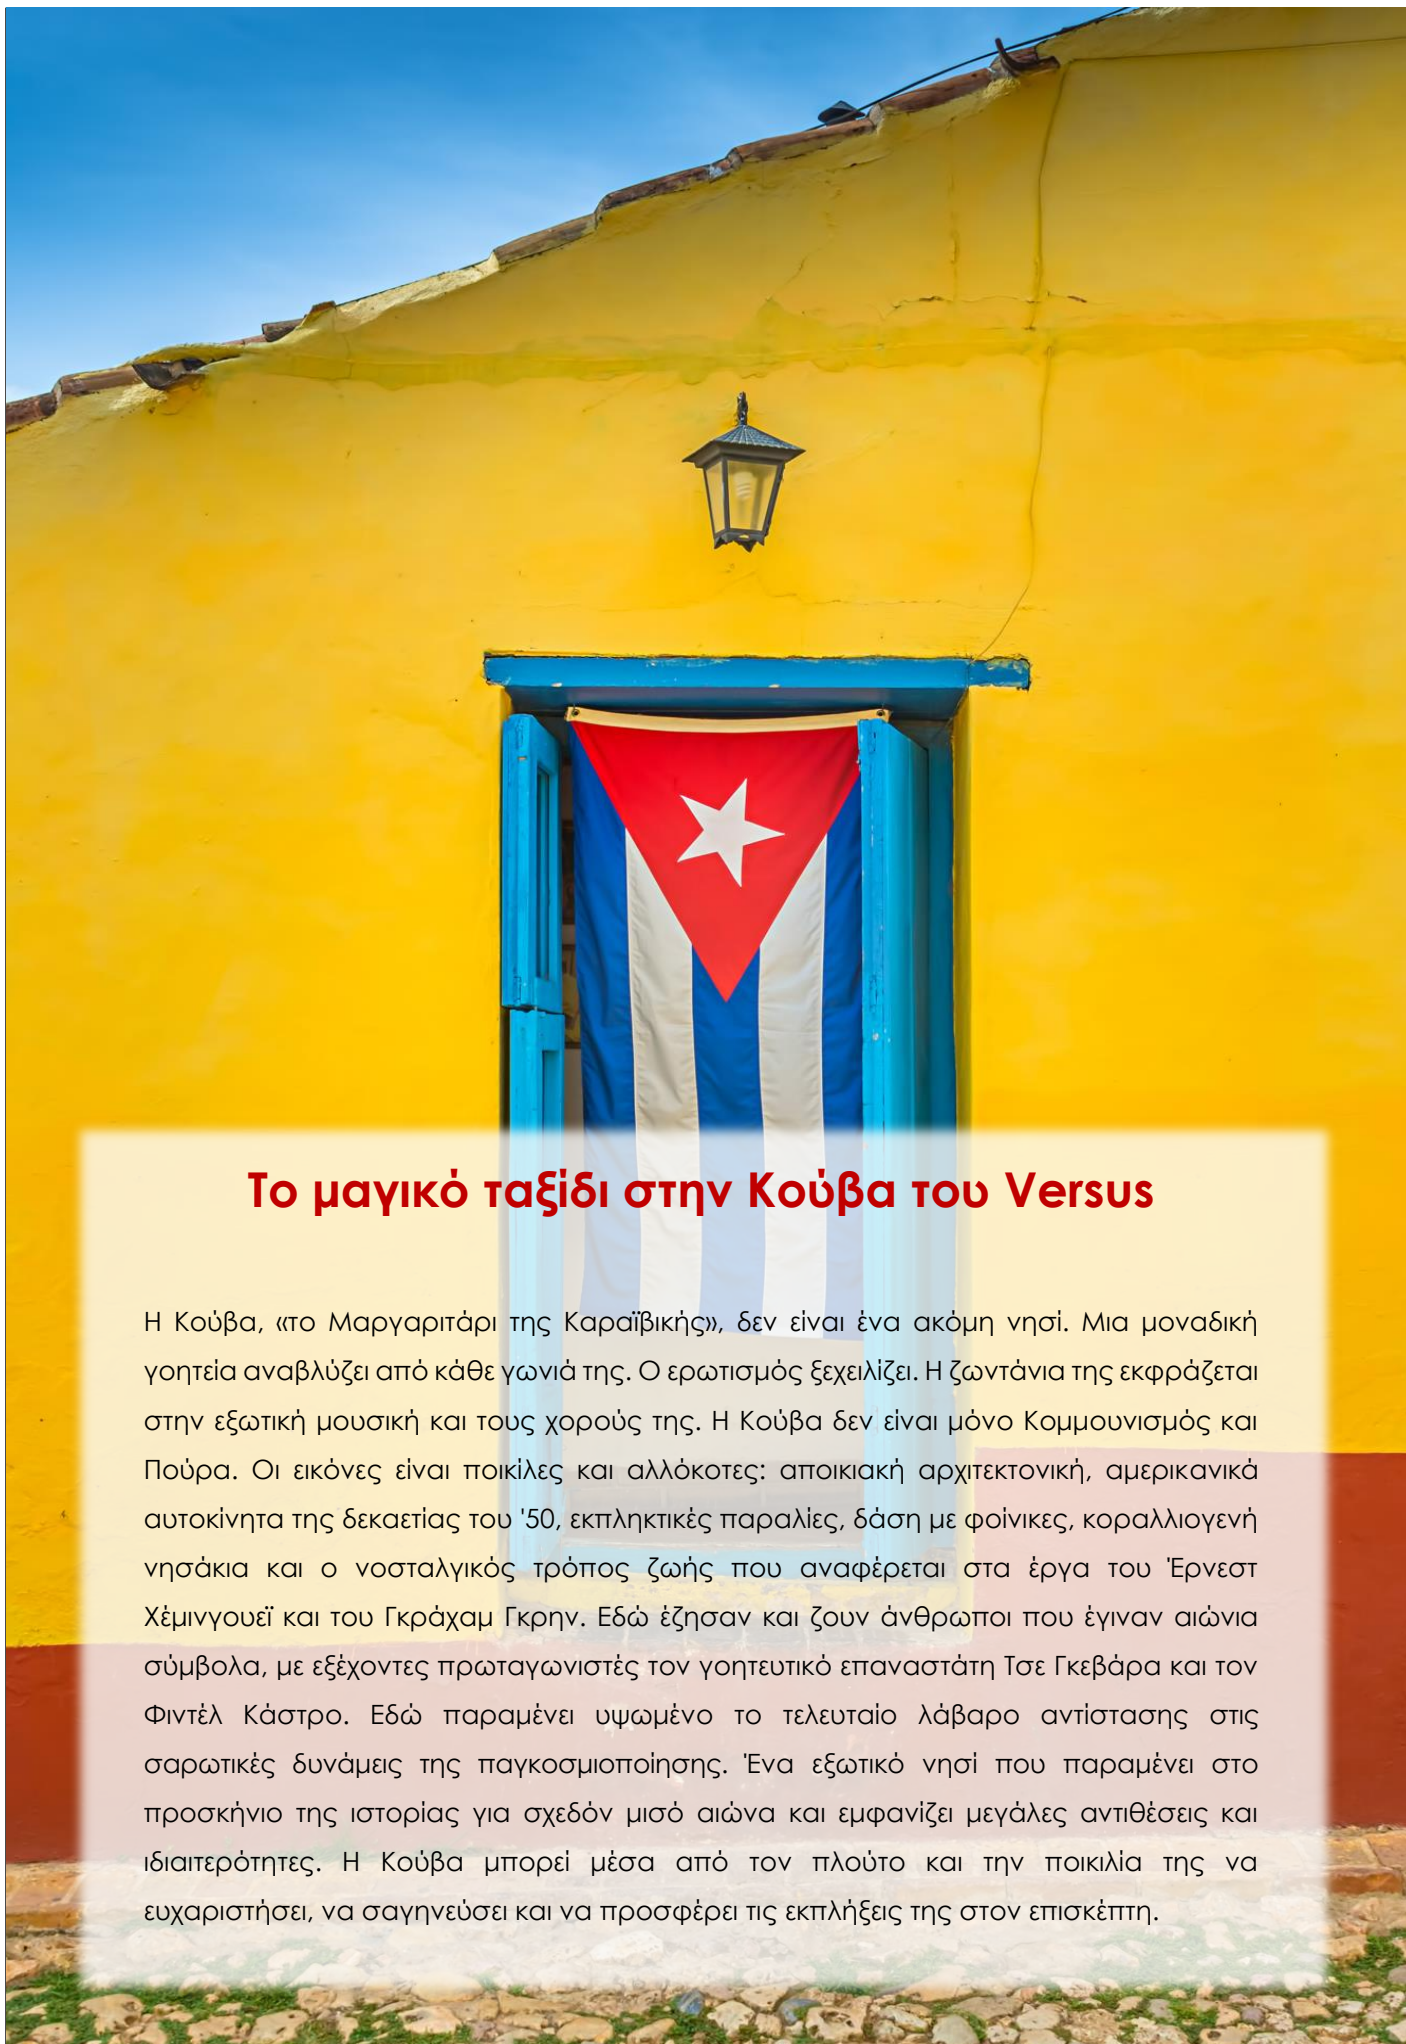 Το μαγικό ταξίδι στην Κούβα του Versus
Η Κούβα, «το Μαργαριτάρι της Καραϊβικής», δεν είναι ένα ακόμη νησί. Μια μοναδική
γοητεία αναβλύζει από κάθε γωνιά της. Ο ερωτισμός ξεχειλίζει. Η ζωντάνια της εκφράζεται
στην εξωτική μουσική και τους χορούς της. Η Κούβα δεν είναι μόνο Κομμουνισμός και
Πούρα. Οι εικόνες είναι ποικίλες και αλλόκοτες: αποικιακή αρχιτεκτονική, αμερικανικά
αυτοκίνητα της δεκαετίας του '50, εκπληκτικές παραλίες, δάση με φοίνικες, κοραλλιογενή
νησάκια και ο νοσταλγικός τρόπος ζωής που αναφέρεται στα έργα του Έρνεστ
Χέμινγουεϊ και του Γκράχαμ Γκρην. Εδώ έζησαν και ζουν άνθρωποι που έγιναν αιώνια
σύμβολα, με εξέχοντες πρωταγωνιστές τον γοητευτικό επαναστάτη Τσε Γκεβάρα και τον
Φιντέλ Κάστρο. Εδώ παραμένει υψωμένο το τελευταίο λάβαρο αντίστασης στις
σαρωτικές δυνάμεις της παγκοσμιοποίησης. Ένα εξωτικό νησί που παραμένει στο
προσκήνιο της ιστορίας για σχεδόν μισό αιώνα και εμφανίζει μεγάλες αντιθέσεις και
ιδιαιτερότητες. Η Κούβα μπορεί μέσα από τον πλούτο και την ποικιλία της να
ευχαριστήσει, να σαγηνεύσει και να προσφέρει τις εκπλήξεις της στον επισκέπτη.